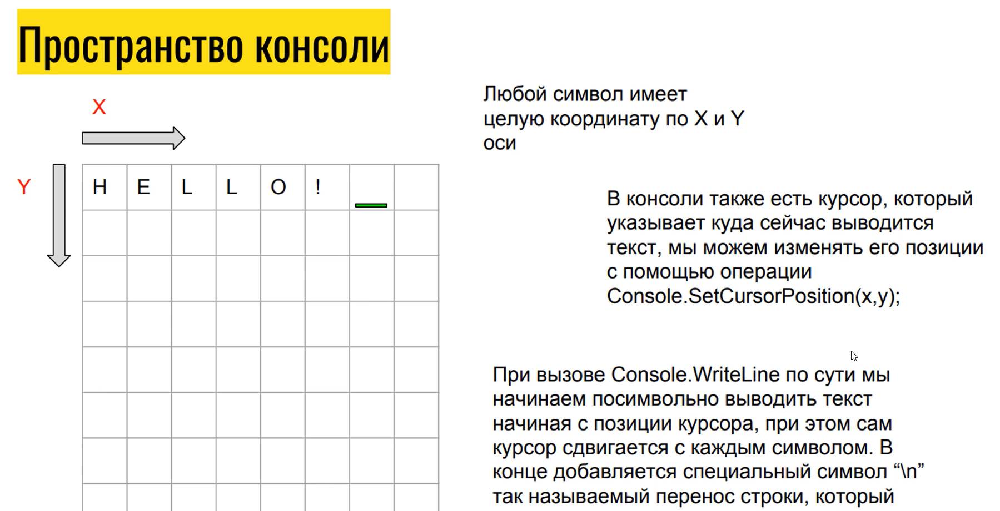 Пространство консоли
X
Y
H E L L O !
Любой символ имеет
целую координату по X и Y
оси
В консоли также есть курсор, который
указывает куда сейчас выводится
текст, мы можем изменять его позиции
с помощью операции
Console.SetCursorPosition(x,y);
При вызове Console.WriteLine по сути мы
начинаем посимвольно выводить текст
начиная с позиции курсора, при этом сам
курсор сдвигается с каждым символом. В
конце добавляется специальный символ “\n”
так называемый перенос строки, который